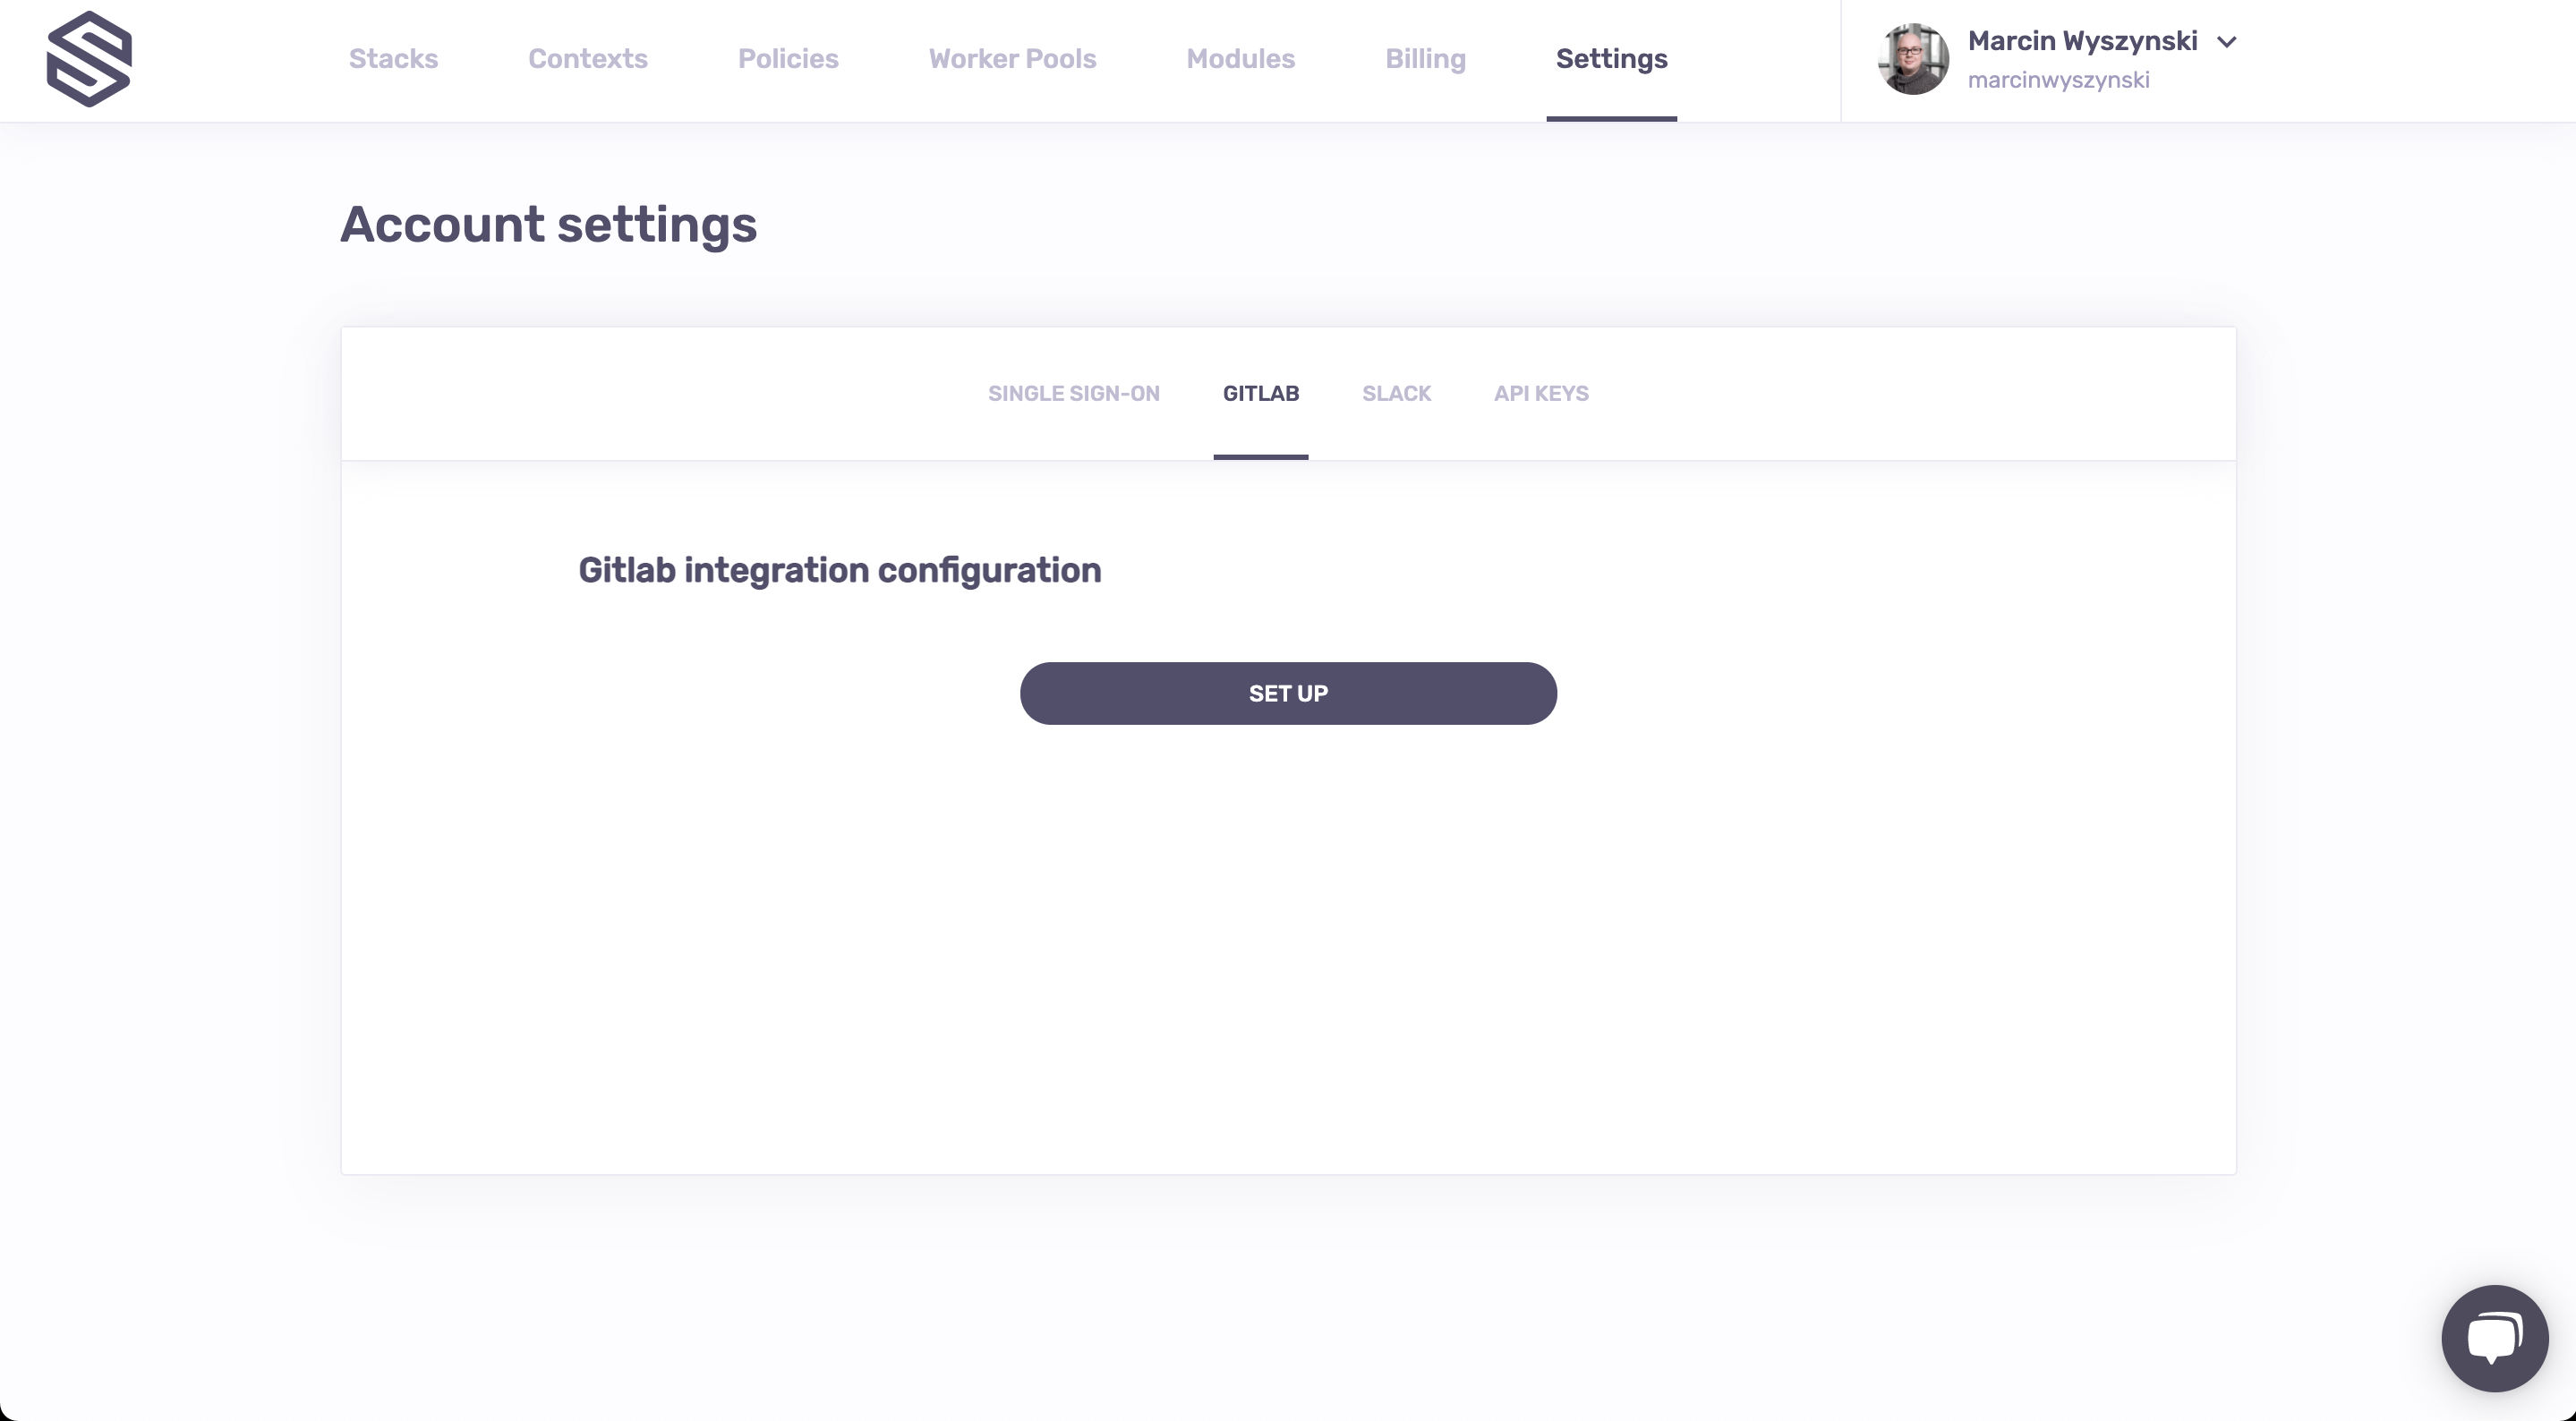 Stacks
Contexts
Policies
Worker Pools
Modules
Billing
Settings
Marcin Wyszynski
marcinwyszynski
Account settings
SINGLE SIGN-ON
GITLAB
SLACK
API KEYS
Gitlab integration configuration
SET UP